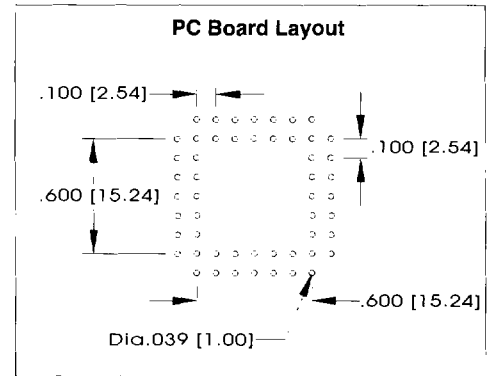 PC Board Layout
.100 [2.54]
.100 [2.54]
.600 [15.24]
.600 [15.24]
Dia.039 [1.00]